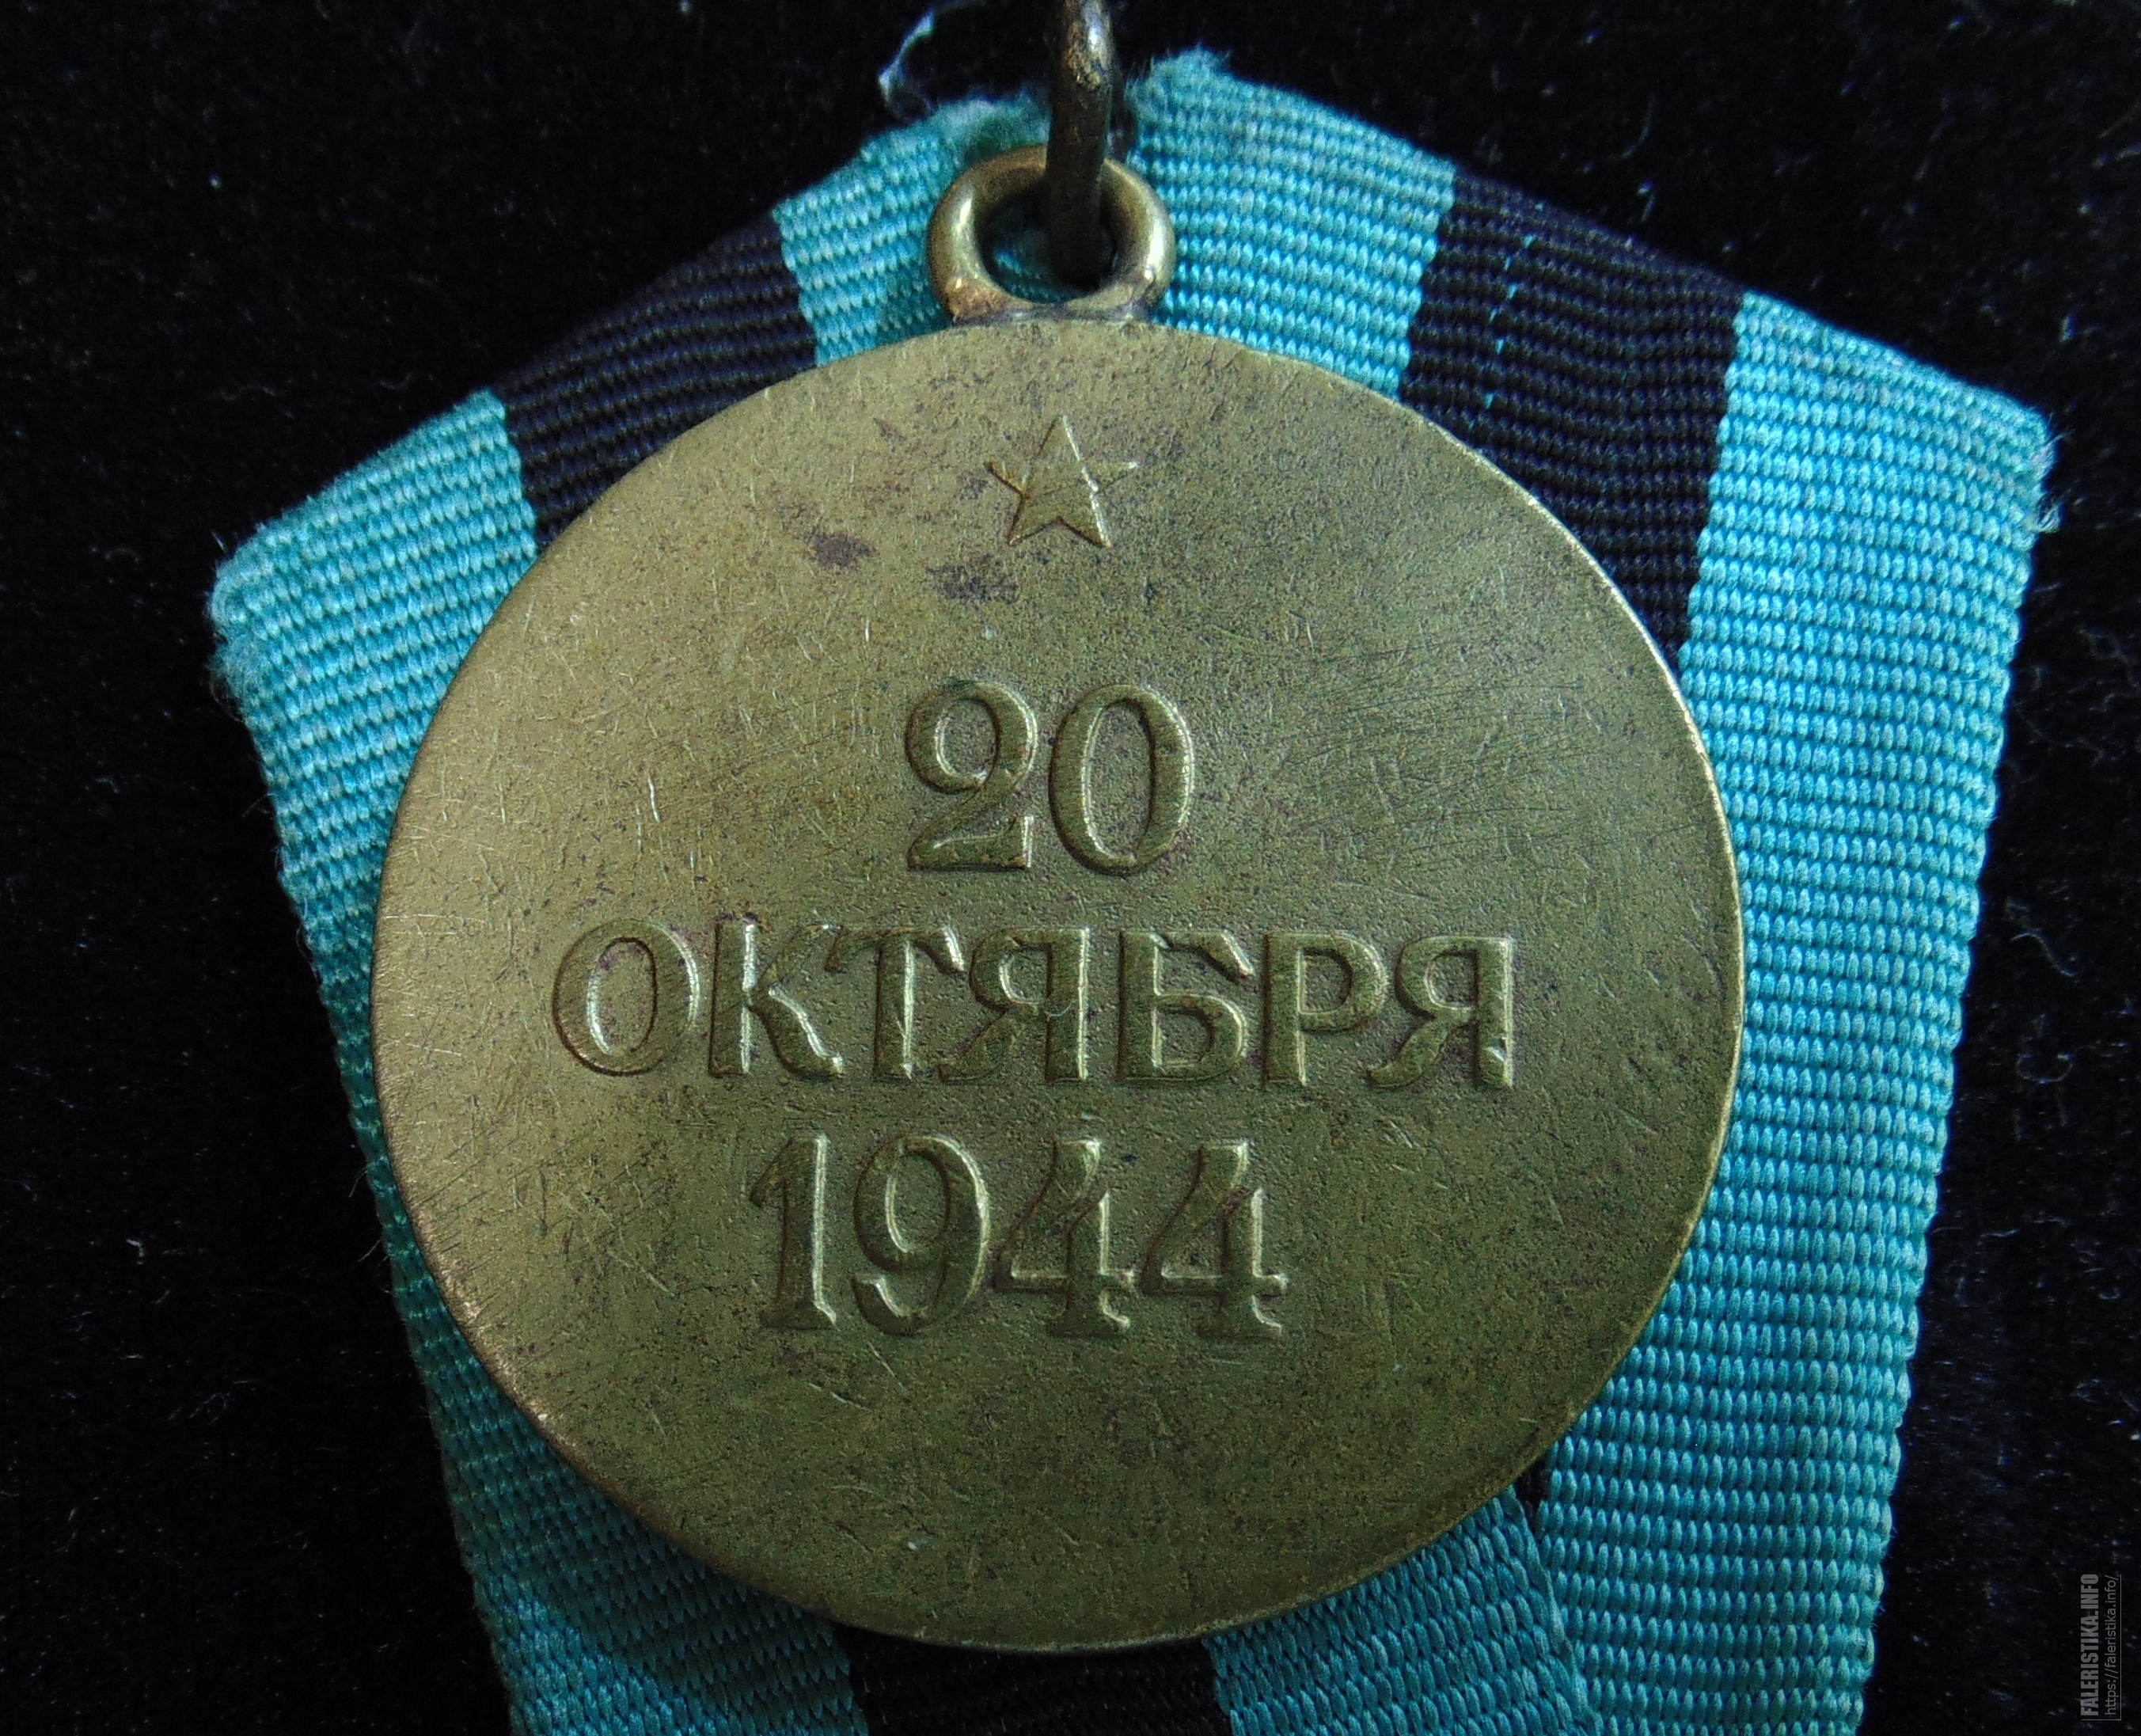 20
ОКТЯБРЯ
1944
FALERISTIKA.INFO
https://faleristika.info/